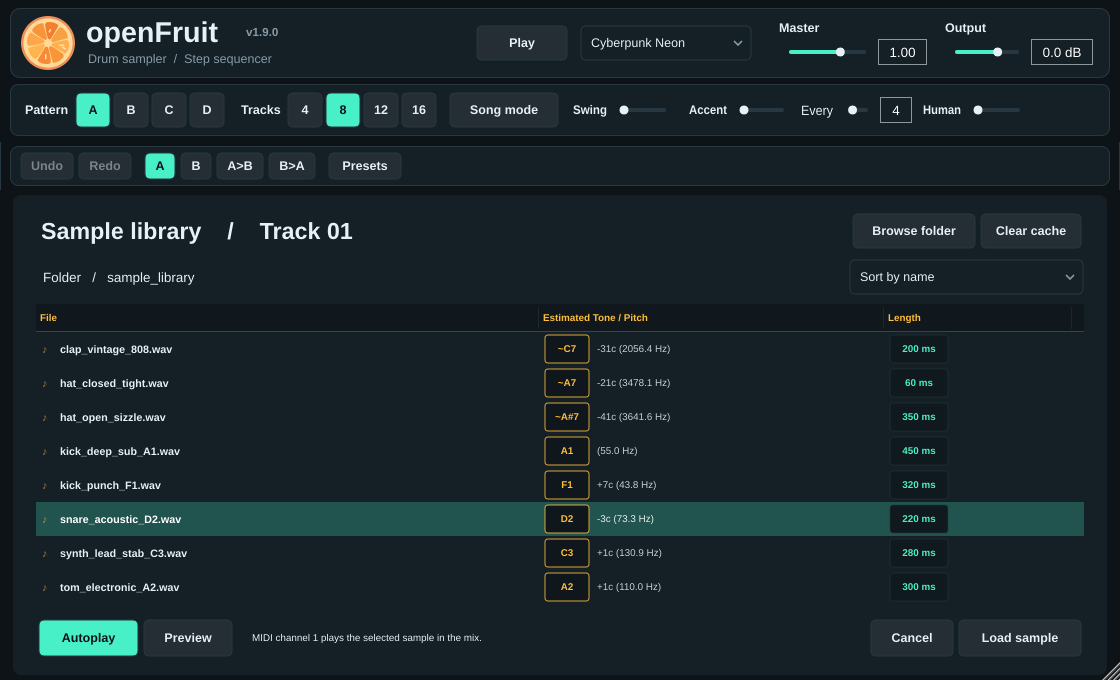 openFruit v1.9.0
Drum sampler / Step sequencer
Play
Cyberpunk Neon
Master
1.00
Output
0.0 dB
Pattern A B C D Tracks 4 8 12 16 Song mode Swing Accent Every 4 Human
Undo Redo A B A>B B>A Presets
Sample library / Track 01
Browse folder Clear cache
Folder / sample_library
Sort by name
File Estimated Tone / Pitch Length
♪ clap_vintage_808.wav ~C7 -31c (2056.4 Hz) 200 ms
♪ hat_closed_tight.wav ~A7 -21c (3478.1 Hz) 60 ms
♪ hat_open_sizzle.wav ~A#7 -41c (3641.6 Hz) 350 ms
♪ kick_deep_sub_A1.wav A1 (55.0 Hz) 450 ms
♪ kick_punch_F1.wav F1 +7c (43.8 Hz) 320 ms
♪ snare_acoustic_D2.wav D2 -3c (73.3 Hz) 220 ms
♪ synth_lead_stab_C3.wav C3 +1c (130.9 Hz) 280 ms
♪ tom_electronic_A2.wav A2 +1c (110.0 Hz) 300 ms
Autoplay Preview MIDI channel 1 plays the selected sample in the mix. Cancel Load sample